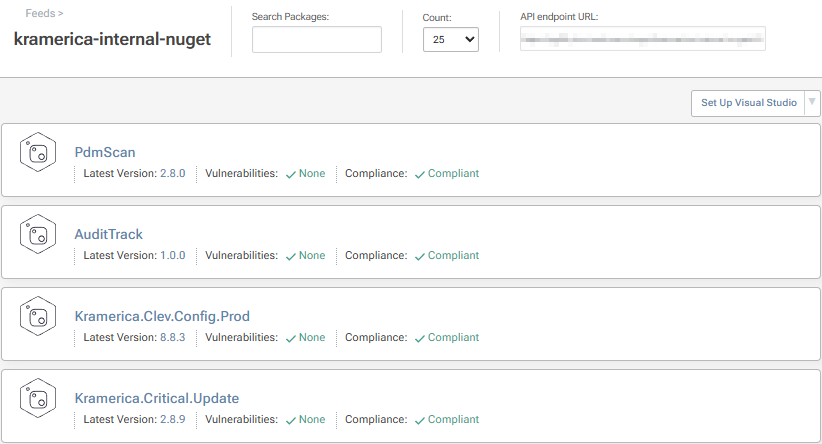 Feeds >
kramerica-internal-nuget
Search Packages:
Count:
25
API endpoint URL:
Set Up Visual Studio
PdmScan
Latest Version: 2.8.0 Vulnerabilities: None Compliance: Compliant
AuditTrack
Latest Version: 1.0.0 Vulnerabilities: None Compliance: Compliant
Kramerica.Clev.Config.Prod
Latest Version: 8.8.3 Vulnerabilities: None Compliance: Compliant
Kramerica.Critical.Update
Latest Version: 2.8.9 Vulnerabilities: None Compliance: Compliant